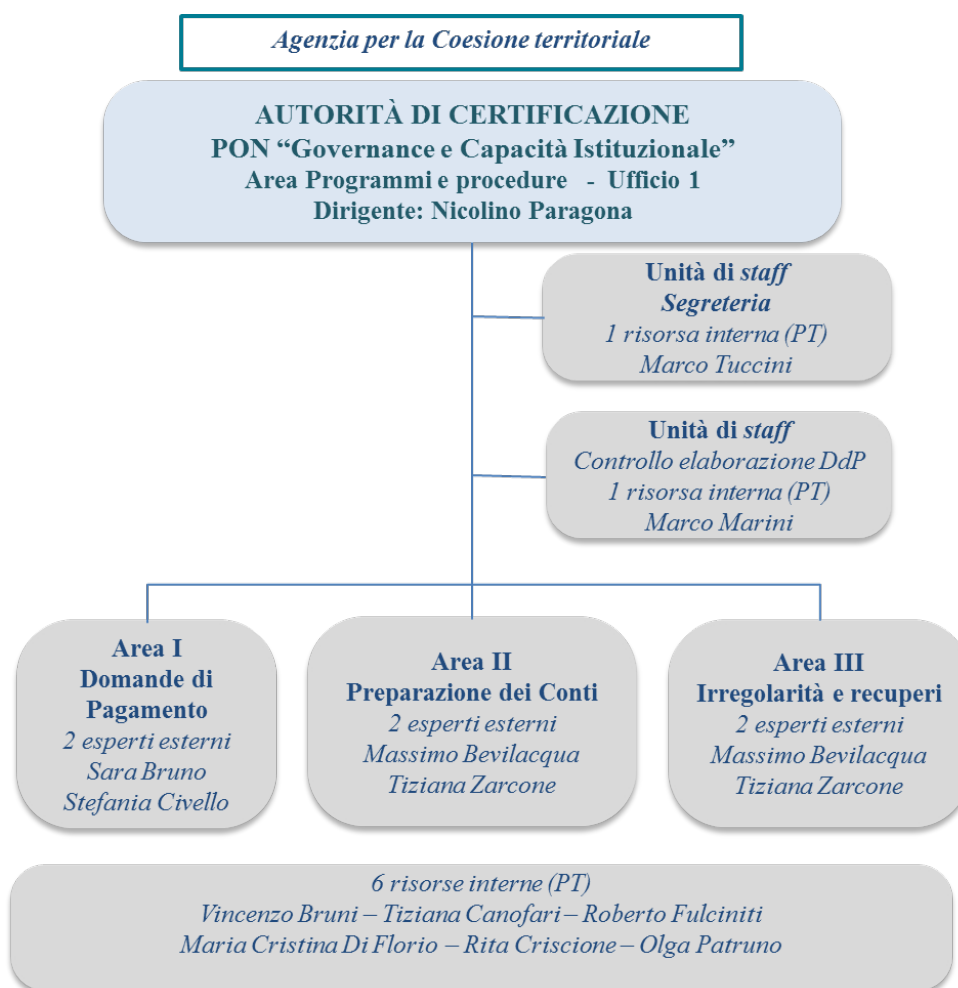 Agenzia per la Coesione territoriale
AUTORITÀ DI CERTIFICAZIONE
PON “Governance e Capacità Istituzionale”
Area Programmi e procedure - Ufficio 1
Dirigente: Nicolino Paragona
Unità di staff
Segreteria
1 risorsa interna (PT)
Marco Tuccini
Unità di staff
Controllo elaborazione DdP
1 risorsa interna (PT)
Marco Marini
Area I
Domande di
Pagamento
2 esperti esterni
Sara Bruno
Stefania Civello
Area II
Preparazione dei Conti
2 esperti esterni
Massimo Bevilacqua
Tiziana Zarcone
Area III
Irregolarità e recuperi
2 esperti esterni
Massimo Bevilacqua
Tiziana Zarcone
6 risorse interne (PT)
Vincenzo Bruni – Tiziana Canofari – Roberto Fulciniti
Maria Cristina Di Florio – Rita Criscione – Olga Patruno